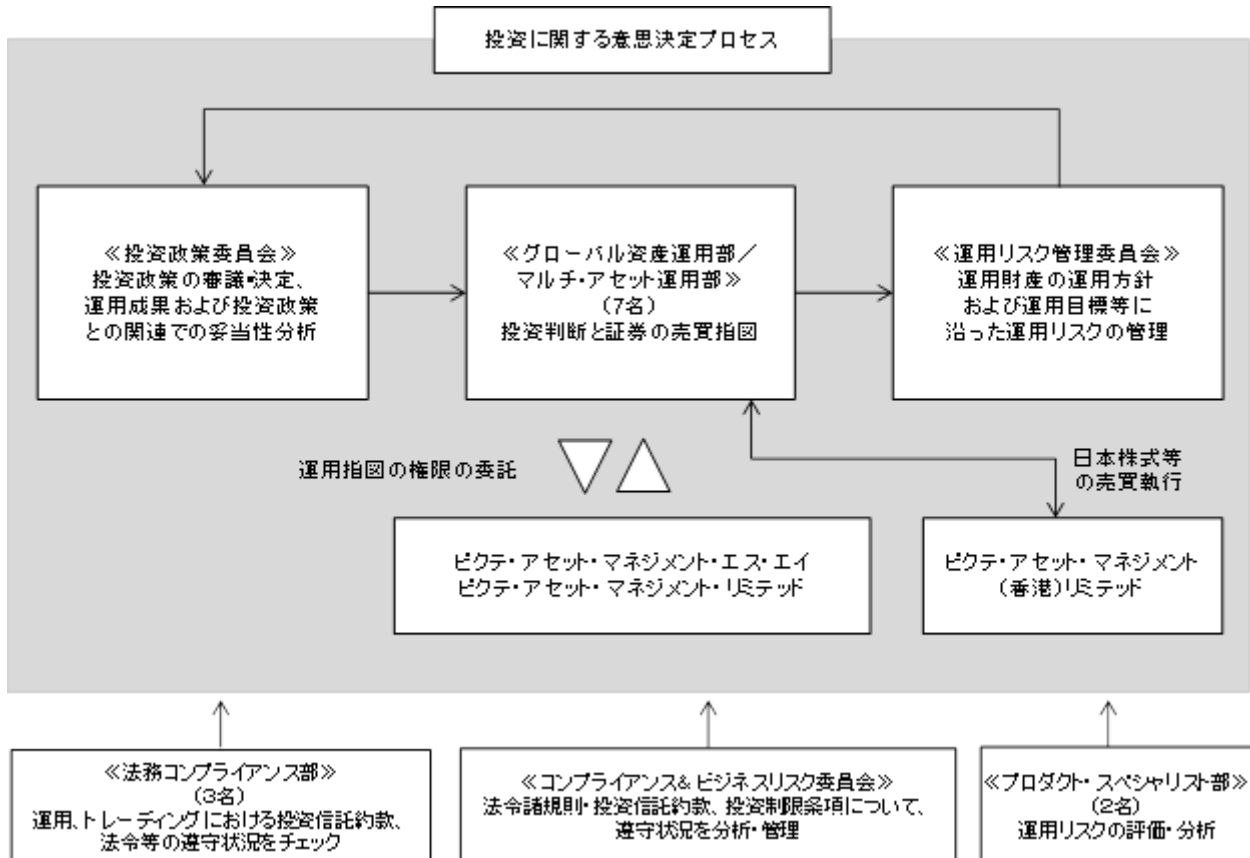 投資に関する意思決定プロセス
≪投資政策委員会≫
投資政策の審議・決定、
運用成果および投資政策
との関連での妥当性分析
≪グローバル資産運用部／
マルチ・アセット運用部≫
(7名)
投資判断と証券の売買指図
≪運用リスク管理委員会≫
運用財産の運用方針
および運用目標等に
沿った運用リスクの管理
運用指図の権限の委託
日本株式等
の売買執行
ピクテ・アセット・マネジメント・エス・エイ
ピクテ・アセット・マネジメント・リミテッド
ピクテ・アセット・マネジメント
(香港)リミテッド
≪法務コンプライアンス部≫
(3名)
運用、トレーディングにおける投資信託約款、
法令等の遵守状況をチェック
≪コンプライアンス& ビジネスリスク委員会≫
法令諸規則・投資信託約款、投資制限条項について、
遵守状況を分析・管理
≪プロダクト・スペシャリスト部≫
(2名)
運用リスクの評価・分析